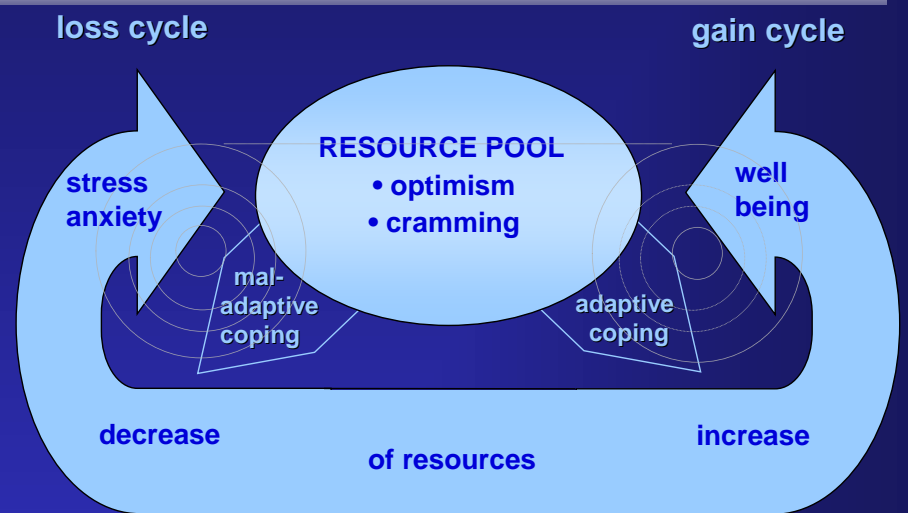 loss cycle
gain cycle
RESOURCE POOL
• optimism
• cramming
stress
anxiety
well
being
mal-
adaptive
coping
adaptive
coping
decrease
increase
of resources